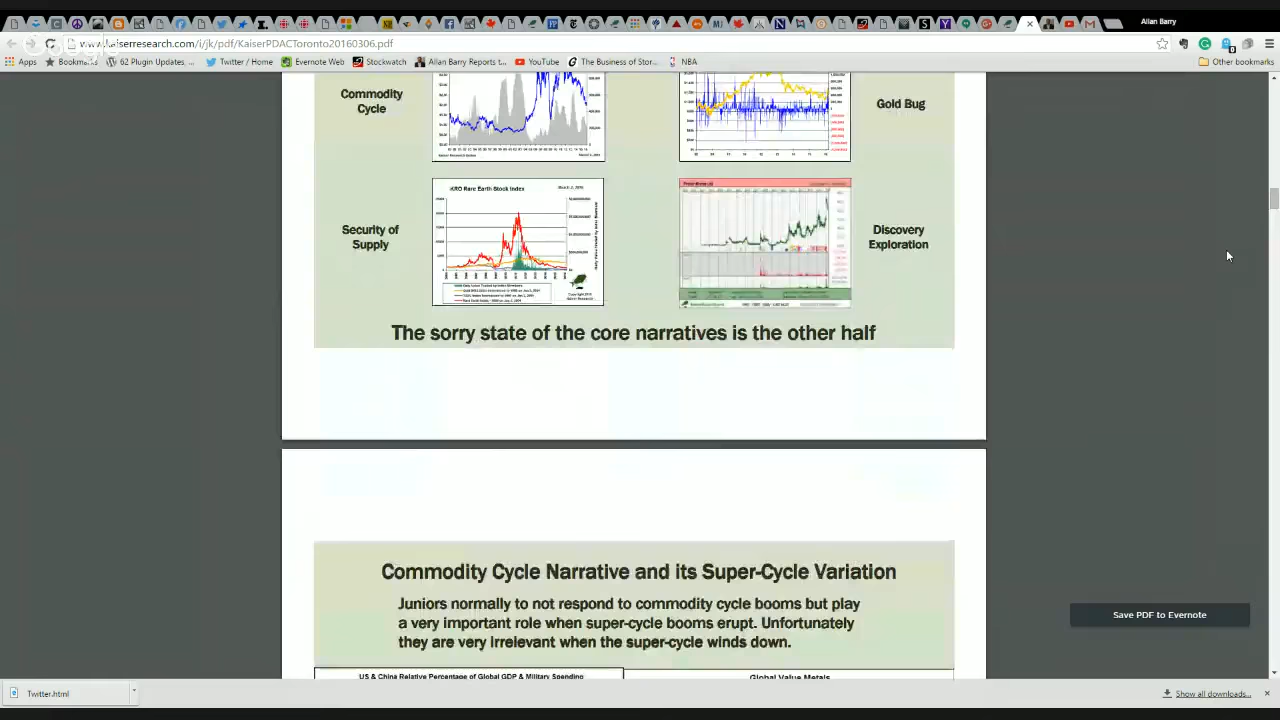 Allan Barry
www.kaiserresearch.com/i/jk/pdf/KaiserPDACToronto20160306.pdf
Apps
Bookmarks
62 Plugin Updates, ...
Twitter / Home
Evernote Web
Stockwatch
Allan Barry Reports t...
YouTube
The Business of Stor...
NBA
Other bookmarks
Commodity
Cycle
Gold Bug
KRO Rare Earth Stock Index
Security of
Supply
Discovery
Exploration
The sorry state of the core narratives is the other half
Commodity Cycle Narrative and its Super-Cycle Variation
Juniors normally to not respond to commodity cycle booms but play
a very important role when super-cycle booms erupt. Unfortunately
they are very irrelevant when the super-cycle winds down.
US & China Relative Percentage of Global GDP & Military Spending
Global Value Metals
Save PDF to Evernote
Twitter.html
Show all downloads...